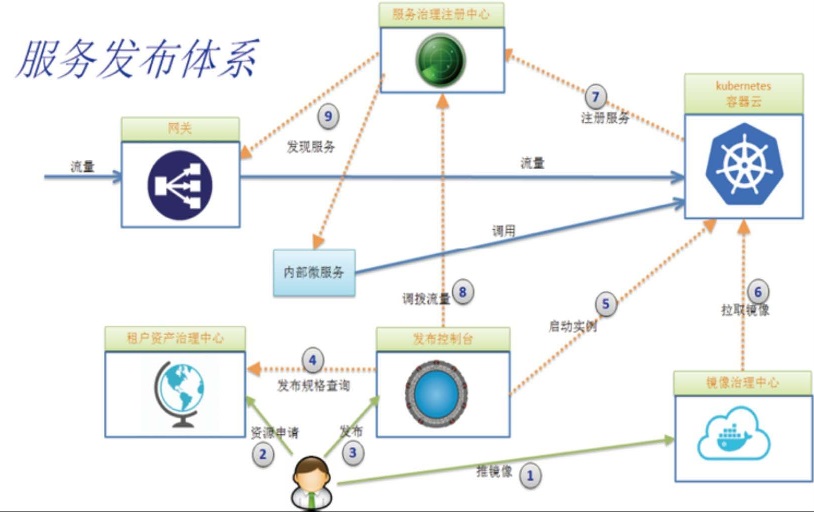 服务发布体系
服务治理注册中心
kubernetes
容器云
9
发现服务
7
注册服务
网关
流量
流量
调用
内部微服务
调拨流量
8
5
启动实例
6
拉取镜像
租户资产治理中心
发布控制台
4
发布规格查询
镜像治理中心
资源申请
2
发布
3
推镜像
1